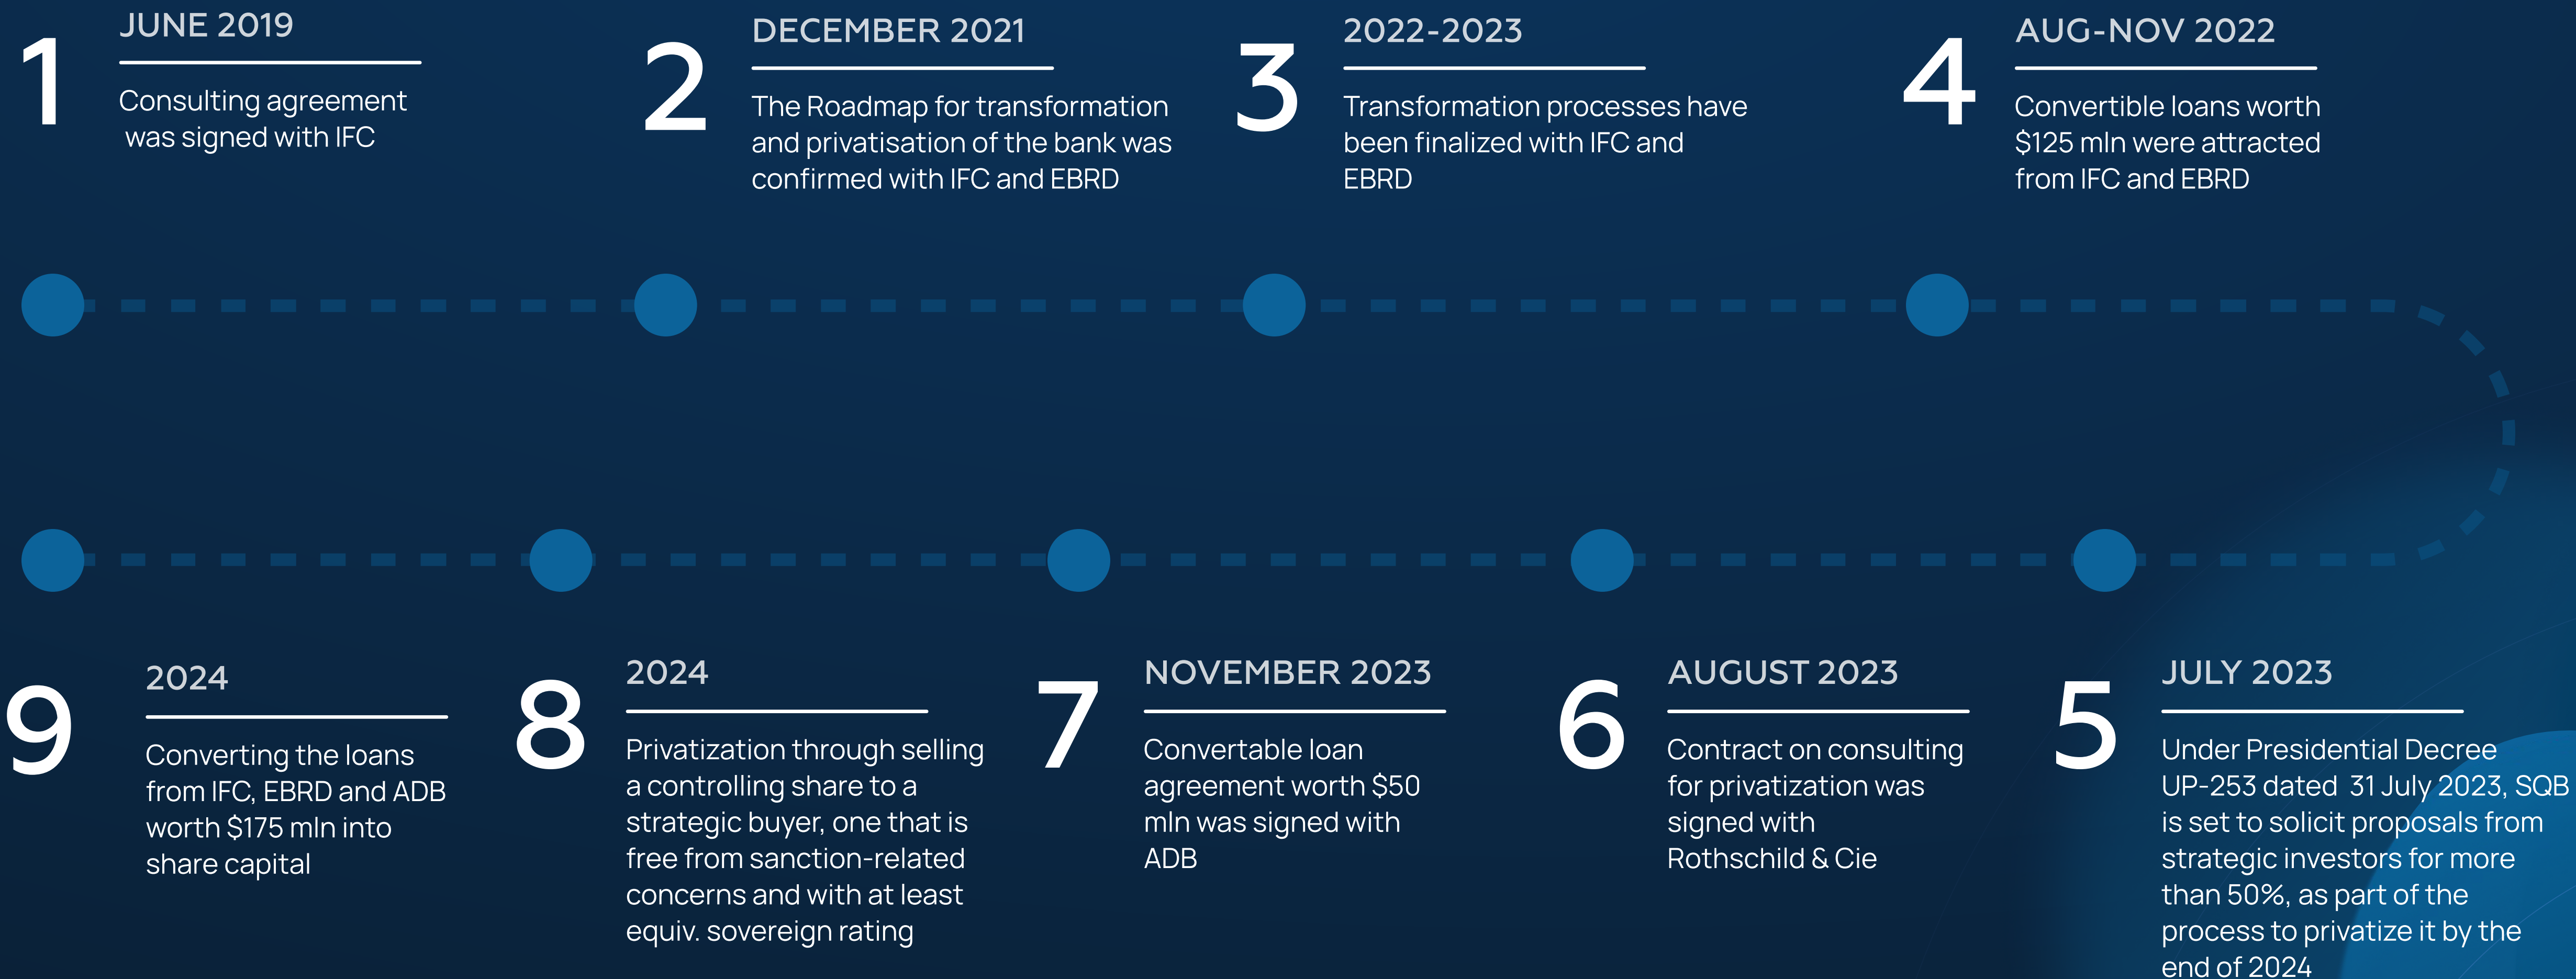 1
JUNE 2019
Consulting agreement
was signed with IFC
2
DECEMBER 2021
The Roadmap for transformation
and privatisation of the bank was
confirmed with IFC and EBRD
3
2022-2023
Transformation processes have
been finalized with IFC and
EBRD
4
AUG-NOV 2022
Convertible loans worth
$125 mln were attracted
from IFC and EBRD
5
JULY 2023
Under Presidential Decree
UP-253 dated 31 July 2023, SQB
is set to solicit proposals from
strategic investors for more
than 50%, as part of the
process to privatize it by the
end of 2024
6
AUGUST 2023
Contract on consulting
for privatization was
signed with
Rothschild & Cie
7
NOVEMBER 2023
Convertable loan
agreement worth $50
mln was signed with
ADB
8
2024
Privatization through selling
a controlling share to a
strategic buyer, one that is
free from sanction-related
concerns and with at least
equiv. sovereign rating
9
2024
Converting the loans
from IFC, EBRD and ADB
worth $175 mln into
share capital